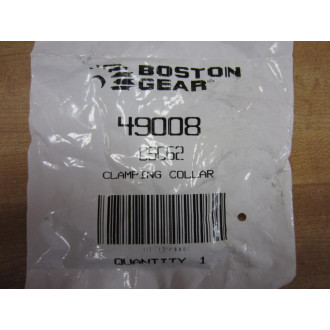 BOSTON
GEAR
49008
CSC62
CLAMPING COLLAR
QUANTITY 1